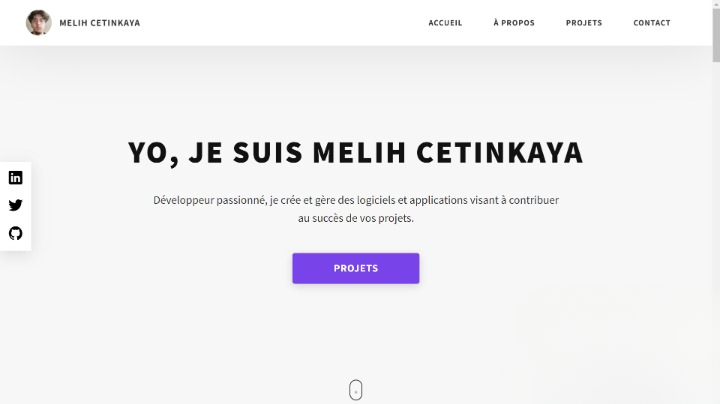 MELIH CETINKAYA
ACCUEIL
À PROPOS
PROJETS
CONTACT
YO, JE SUIS MELIH CETINKAYA
Développeur passionné, je crée et gère des logiciels et applications visant à contribuer
au succès de vos projets.
PROJETS